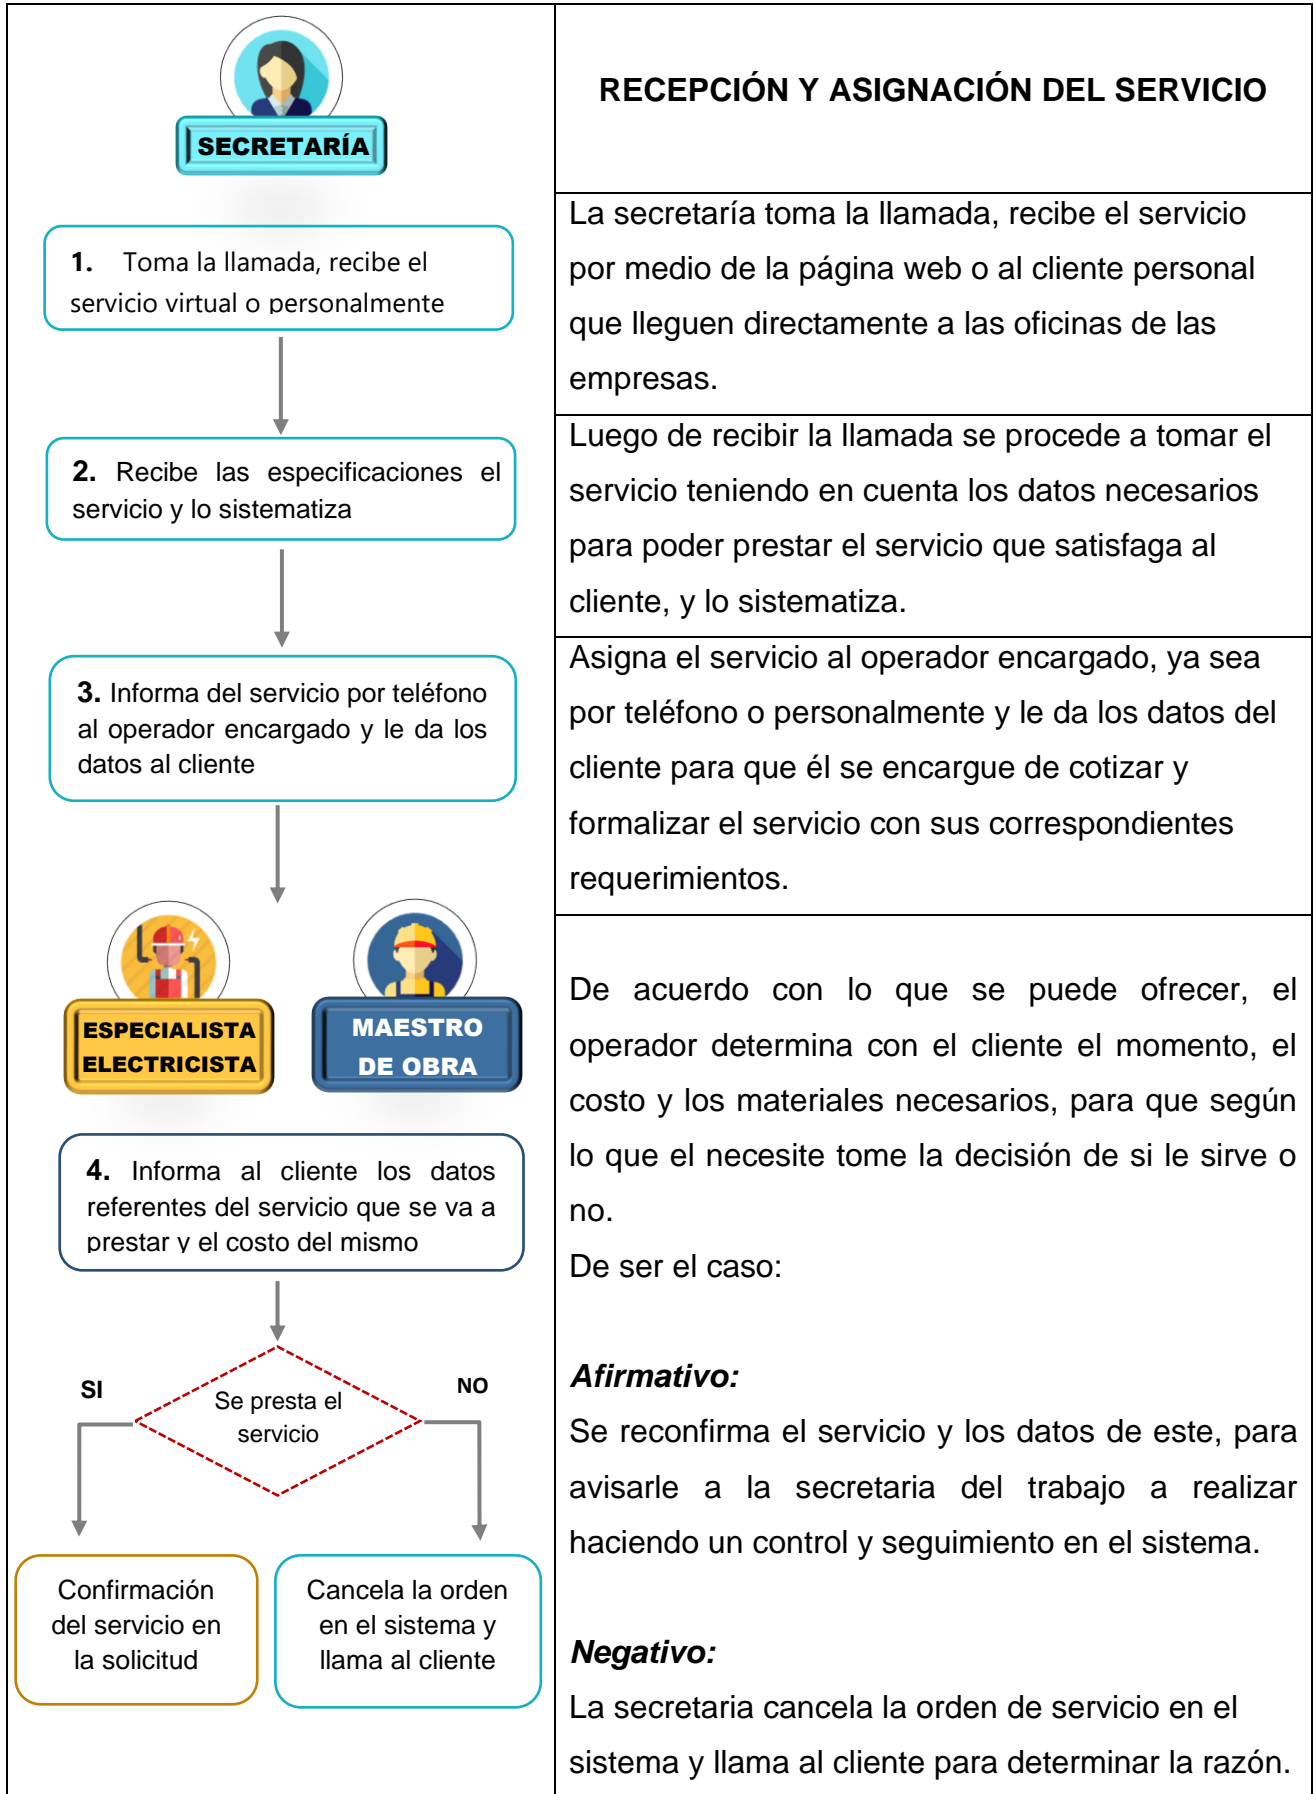 SECRETARÍA
RECEPCIÓN Y ASIGNACIÓN DEL SERVICIO
1. Toma la llamada, recibe el
servicio virtual o personalmente
La secretaría toma la llamada, recibe el servicio
por medio de la página web o al cliente personal
que lleguen directamente a las oficinas de las
empresas.
2. Recibe las especificaciones el
servicio y lo sistematiza
Luego de recibir la llamada se procede a tomar el
servicio teniendo en cuenta los datos necesarios
para poder prestar el servicio que satisfaga al
cliente, y lo sistematiza.
3. Informa del servicio por teléfono
al operador encargado y le da los
datos al cliente
Asigna el servicio al operador encargado, ya sea
por teléfono o personalmente y le da los datos del
cliente para que él se encargue de cotizar y
formalizar el servicio con sus correspondientes
requerimientos.
ESPECIALISTA
ELECTRICISTA
MAESTRO
DE OBRA
4. Informa al cliente los datos
referentes del servicio que se va a
prestar y el costo del mismo
Se presta el
servicio
SI
NO
Confirmación
del servicio en
la solicitud
Cancela la orden
en el sistema y
llama al cliente
De acuerdo con lo que se puede ofrecer, el
operador determina con el cliente el momento, el
costo y los materiales necesarios, para que según
lo que el necesite tome la decisión de si le sirve o
no.
De ser el caso:
Afirmativo:
Se reconfirma el servicio y los datos de este, para
avisarle a la secretaria del trabajo a realizar
haciendo un control y seguimiento en el sistema.
Negativo:
La secretaria cancela la orden de servicio en el
sistema y llama al cliente para determinar la razón.